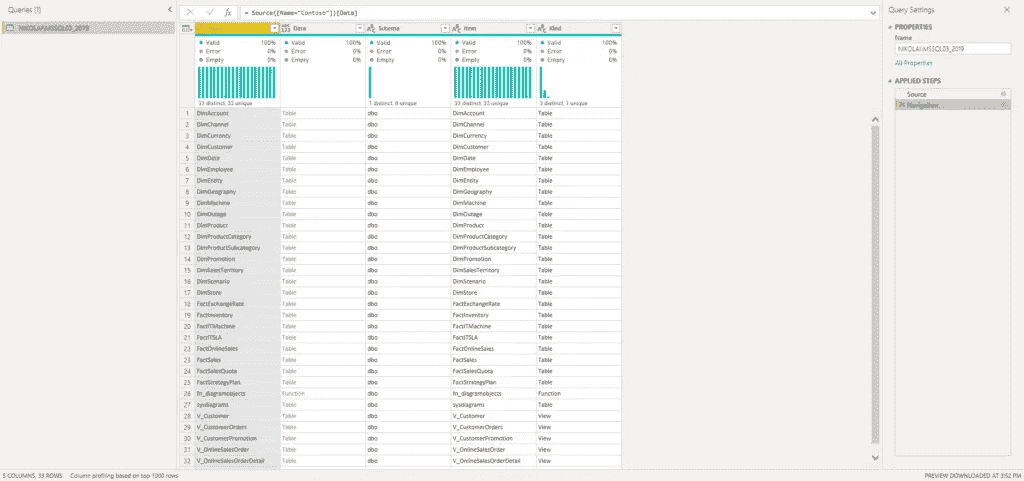 Queries [1]
= Source{[Name="Contoso"]}[Data]
Query Settings
NIKOLAI\MSSQL03_2019
Data Schema Item Kind
PROPERTIES
Valid 100% Valid 100% Valid 100% Valid 100% Valid 100%
Error 0% Error 0% Error 0% Error 0% Error 0%
Empty 0% Empty 0% Empty 0% Empty 0% Empty 0%
Name
NIKOLAI\MSSQL03_2019
All Properties
APPLIED STEPS
Source
Navigation
33 distinct, 33 unique 1 distinct, 0 unique 33 distinct, 33 unique 3 distinct, 1 unique
1 DimAccount Table dbo DimAccount Table
2 DimChannel Table dbo DimChannel Table
3 DimCurrency Table dbo DimCurrency Table
4 DimCustomer Table dbo DimCustomer Table
5 DimDate Table dbo DimDate Table
6 DimEmployee Table dbo DimEmployee Table
7 DimEntity Table dbo DimEntity Table
8 DimGeography Table dbo DimGeography Table
9 DimMachine Table dbo DimMachine Table
10 DimOutage Table dbo DimOutage Table
11 DimProduct Table dbo DimProduct Table
12 DimProductCategory Table dbo DimProductCategory Table
13 DimProductSubcategory Table dbo DimProductSubcategory Table
14 DimPromotion Table dbo DimPromotion Table
15 DimSalesTerritory Table dbo DimSalesTerritory Table
16 DimScenario Table dbo DimScenario Table
17 DimStore Table dbo DimStore Table
18 FactExchangeRate Table dbo FactExchangeRate Table
19 FactInventory Table dbo FactInventory Table
20 FactITMachine Table dbo FactITMachine Table
21 FactITSLA Table dbo FactITSLA Table
22 FactOnlineSales Table dbo FactOnlineSales Table
23 FactSales Table dbo FactSales Table
24 FactSalesQuota Table dbo FactSalesQuota Table
25 FactStrategyPlan Table dbo FactStrategyPlan Table
26 fn_diagramobjects Function dbo fn_diagramobjects Function
27 sysdiagrams Table dbo sysdiagrams Table
28 V_Customer Table dbo V_Customer View
29 V_CustomerOrders Table dbo V_CustomerOrders View
30 V_CustomerPromotion Table dbo V_CustomerPromotion View
31 V_OnlineSalesOrder Table dbo V_OnlineSalesOrder View
32 V_OnlineSalesOrderDetail Table dbo V_OnlineSalesOrderDetail View
5 COLUMNS, 33 ROWS Column profiling based on top 1000 rows PREVIEW DOWNLOADED AT 3:52 PM